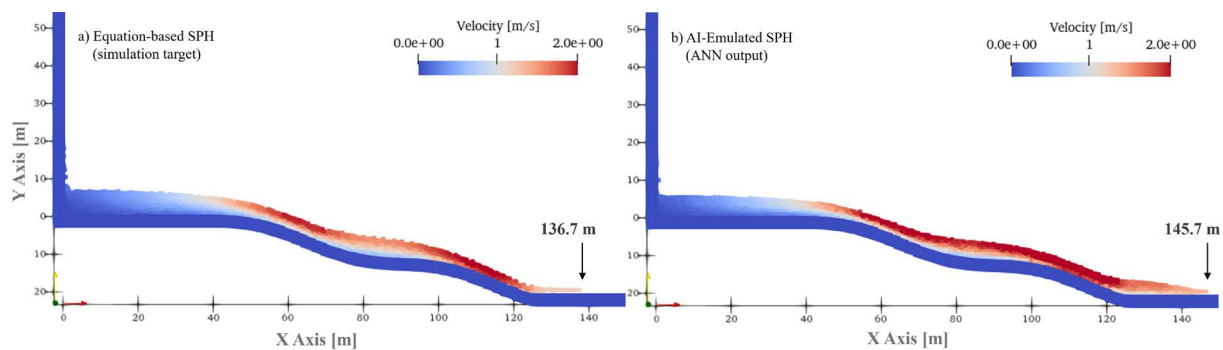 a) Equation-based SPH
(simulation target)
Velocity [m/s]
0.0e+00 1 2.0e+00
50
40
30
20
10
0
10
20
Y Axis [m]
136.7 m
0 20 40 60 80 100 120 140
X Axis [m]
b) AI-Emulated SPH
(ANN output)
Velocity [m/s]
0.0e+00 1 2.0e+00
50
40
30
20
10
0
10
20
145.7 m
0 20 40 60 80 100 120 140
X Axis [m]